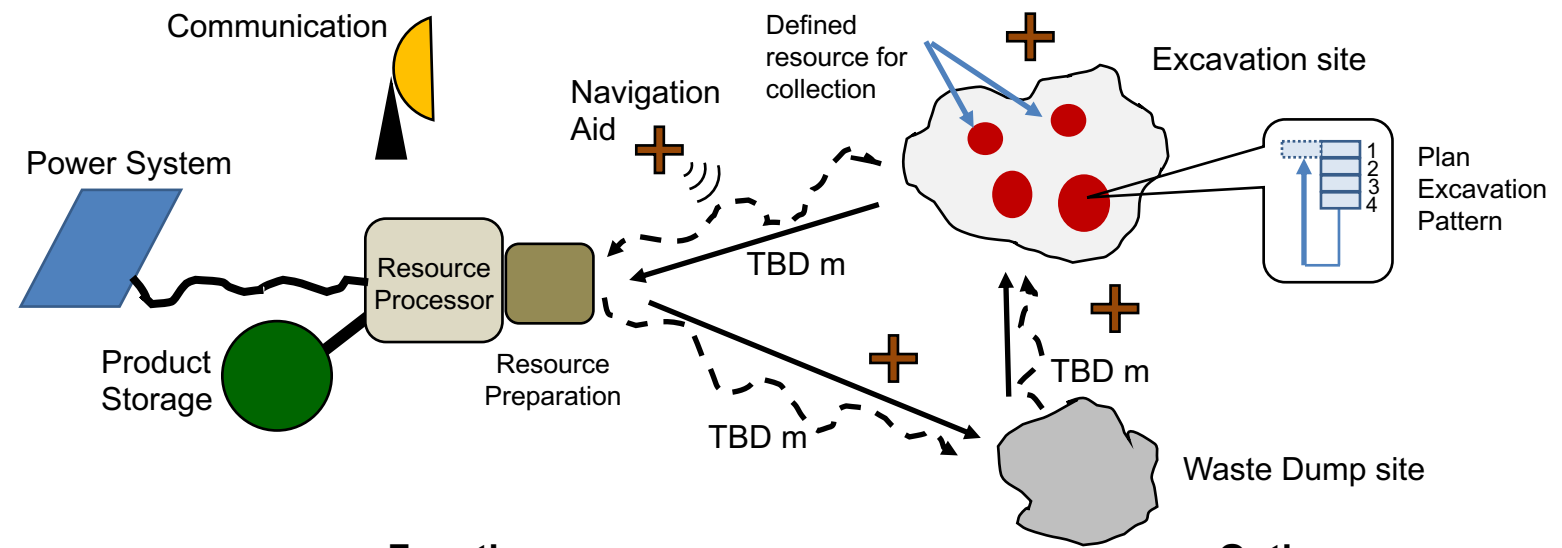 Communication
Defined
resource for
collection
Excavation site
Navigation
Aid
Power System
1
2
3
4
Plan
Excavation
Pattern
Resource
Processor
TBD m
Product
Storage
Resource
Preparation
TBD m
TBD m
Waste Dump site